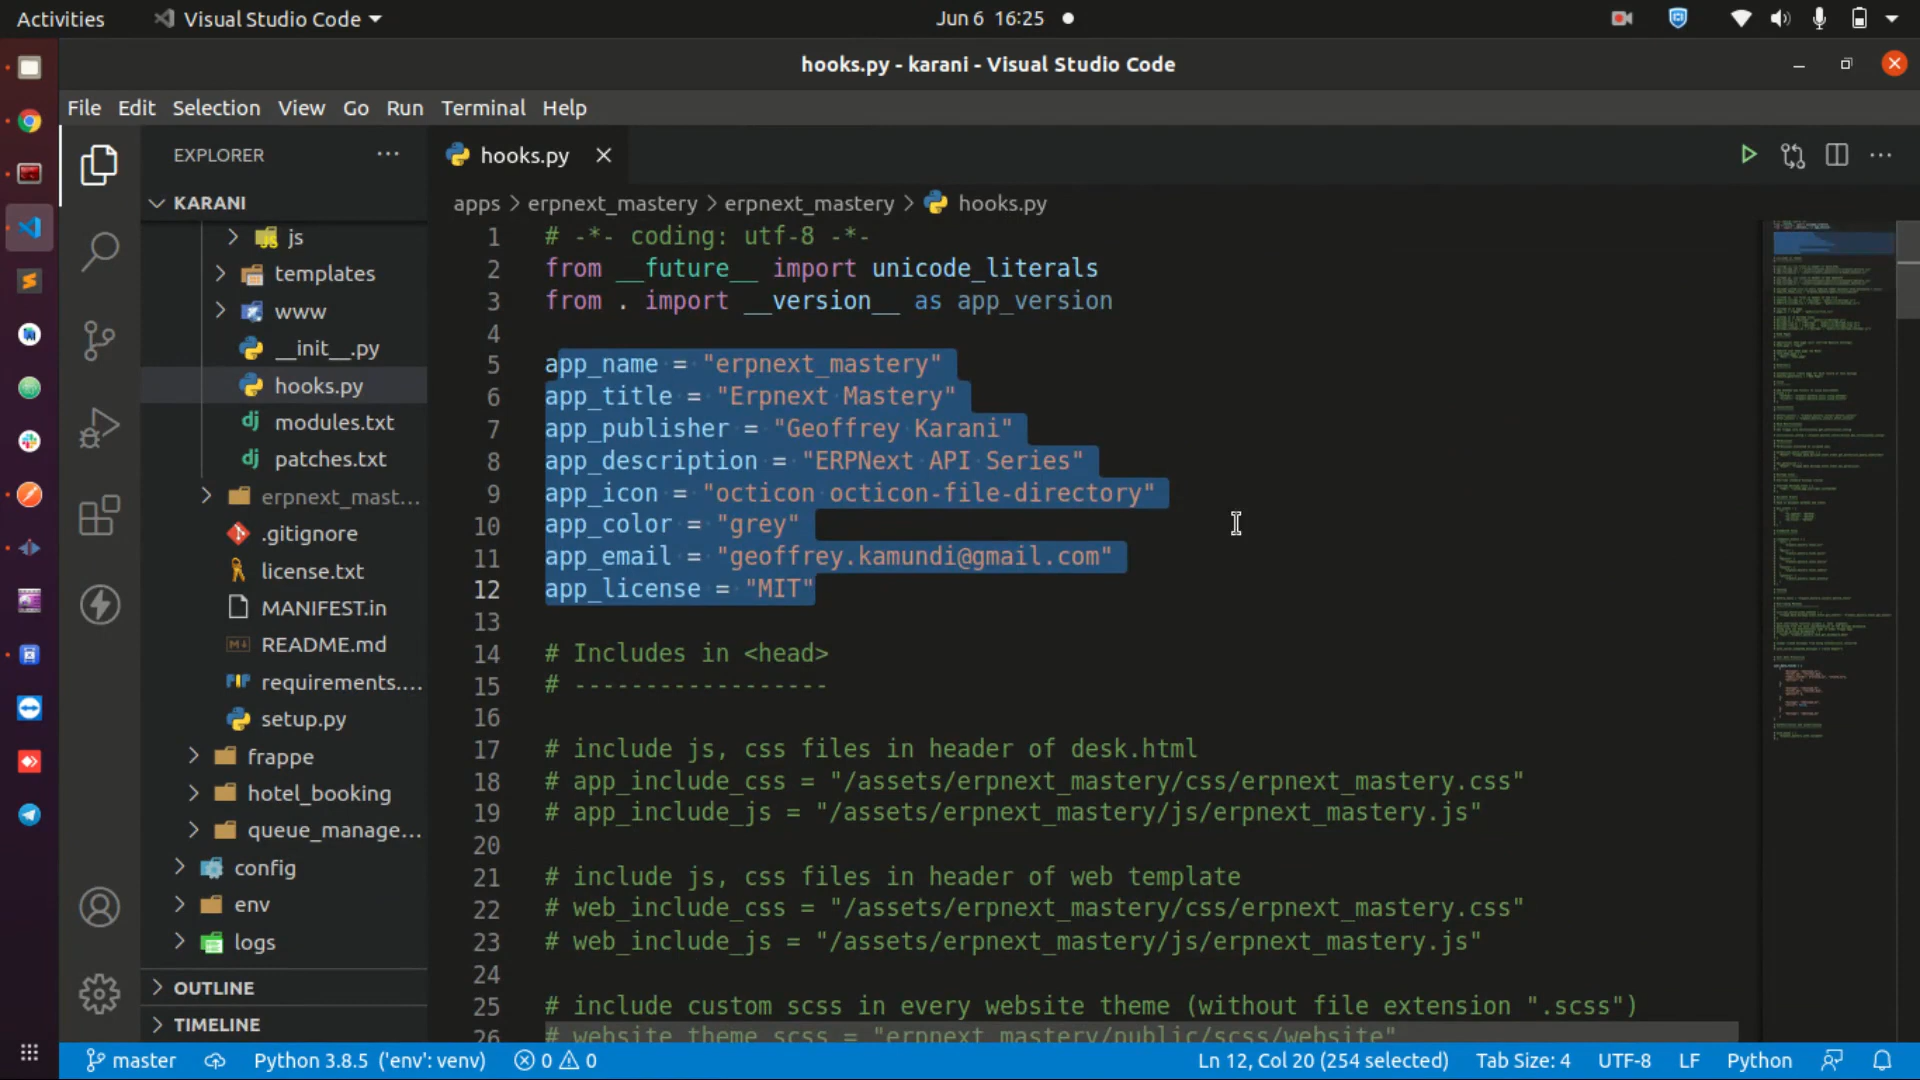 Activities Visual Studio Code Jun 6 16:25
hooks.py - karani - Visual Studio Code
File Edit Selection View Go Run Terminal Help
EXPLORER
KARANI
js
templates
www
__init__.py
hooks.py
modules.txt
patches.txt
erpnext_mast...
.gitignore
license.txt
MANIFEST.in
README.md
requirements....
setup.py
frappe
hotel_booking
queue_manage...
config
env
logs
OUTLINE
TIMELINE
hooks.py
apps > erpnext_mastery > erpnext_mastery > hooks.py
1 # -*- coding: utf-8 -*-
2 from __future__ import unicode_literals
3 from . import __version__ as app_version
4
5 app_name = "erpnext_mastery"
6 app_title = "Erpnext Mastery"
7 app_publisher = "Geoffrey Karani"
8 app_description = "ERPNext API Series"
9 app_icon = "octicon octicon-file-directory"
10 app_color = "grey"
11 app_email = "geoffrey.kamundi@gmail.com"
12 app_license = "MIT"
13
14 # Includes in <head>
15 # ------------------
16
17 # include js, css files in header of desk.html
18 # app_include_css = "/assets/erpnext_mastery/css/erpnext_mastery.css"
19 # app_include_js = "/assets/erpnext_mastery/js/erpnext_mastery.js"
20
21 # include js, css files in header of web template
22 # web_include_css = "/assets/erpnext_mastery/css/erpnext_mastery.css"
23 # web_include_js = "/assets/erpnext_mastery/js/erpnext_mastery.js"
24
25 # include custom scss in every website theme (without file extension ".scss")
26 # website_theme_scss = "erpnext_mastery/public/scss/website"
master Python 3.8.5 ('env': venv) 0 0 Ln 12, Col 20 (254 selected) Tab Size: 4 UTF-8 LF Python